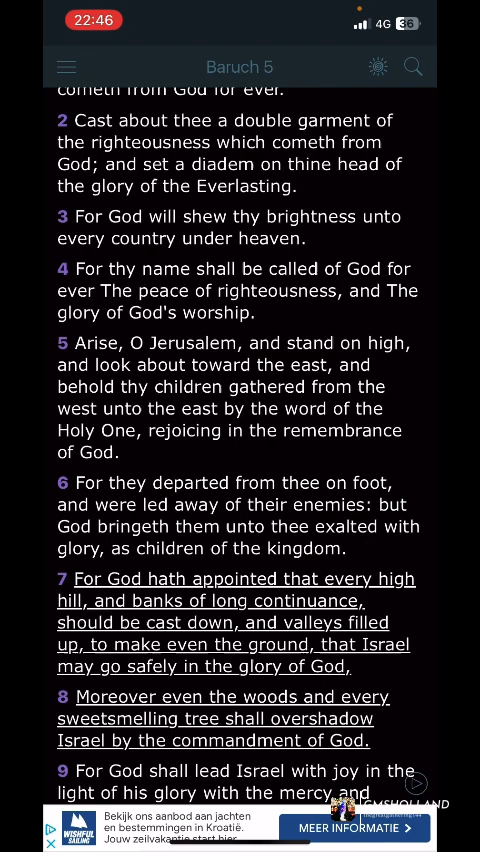 22:46
4G 36
Baruch 5
cometh from God for ever.
2 Cast about thee a double garment of
the righteousness which cometh from
God; and set a diadem on thine head of
the glory of the Everlasting.
3 For God will shew thy brightness unto
every country under heaven.
4 For thy name shall be called of God for
ever The peace of righteousness, and The
glory of God's worship.
5 Arise, O Jerusalem, and stand on high,
and look about toward the east, and
behold thy children gathered from the
west unto the east by the word of the
Holy One, rejoicing in the remembrance
of God.
6 For they departed from thee on foot,
and were led away of their enemies: but
God bringeth them unto thee exalted with
glory, as children of the kingdom.
7 For God hath appointed that every high
hill, and banks of long continuance,
should be cast down, and valleys filled
up, to make even the ground, that Israel
may go safely in the glory of God,
8 Moreover even the woods and every
sweetsmelling tree shall overshadow
Israel by the commandment of God.
9 For God shall lead Israel with joy in the
light of his glory with the mercy and
GMSHOLLAND
WISHFUL
SAILING
Bekijk ons aanbod aan jachten
en bestemmingen in Kroatië.
Jouw zeilvakantie start hier
MEER INFORMATIE